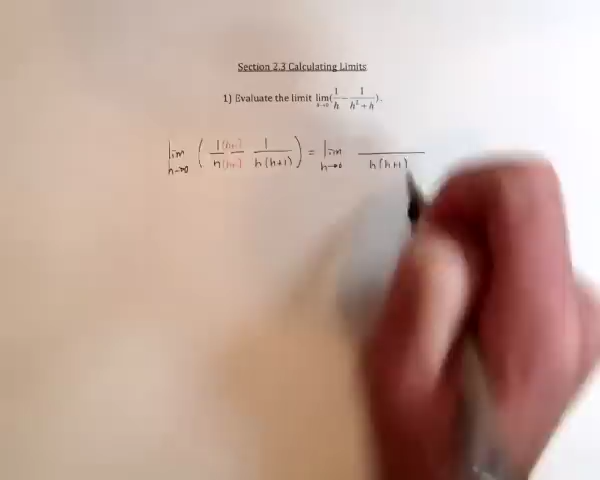 Section 2.3 Calculating Limits
1) Evaluate the limit lim h→0 (1/h − 1/(h² + h)).
lim h→0 ( 1(h+1)/h(h+1) − 1/h(h+1) ) = lim h→0 ——/h(h+1)